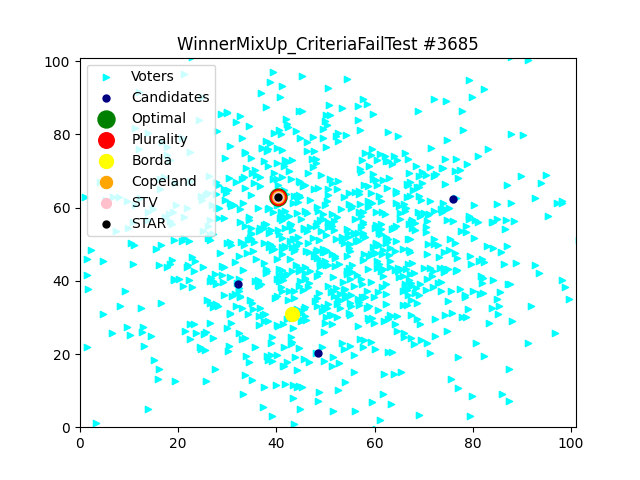 WinnerMixUp_CriteriaFailTest #3685
100
80
60
40
20
0
Voters
Candidates
Optimal
Plurality
Borda
Copeland
STV
STAR
0 20 40 60 80 100